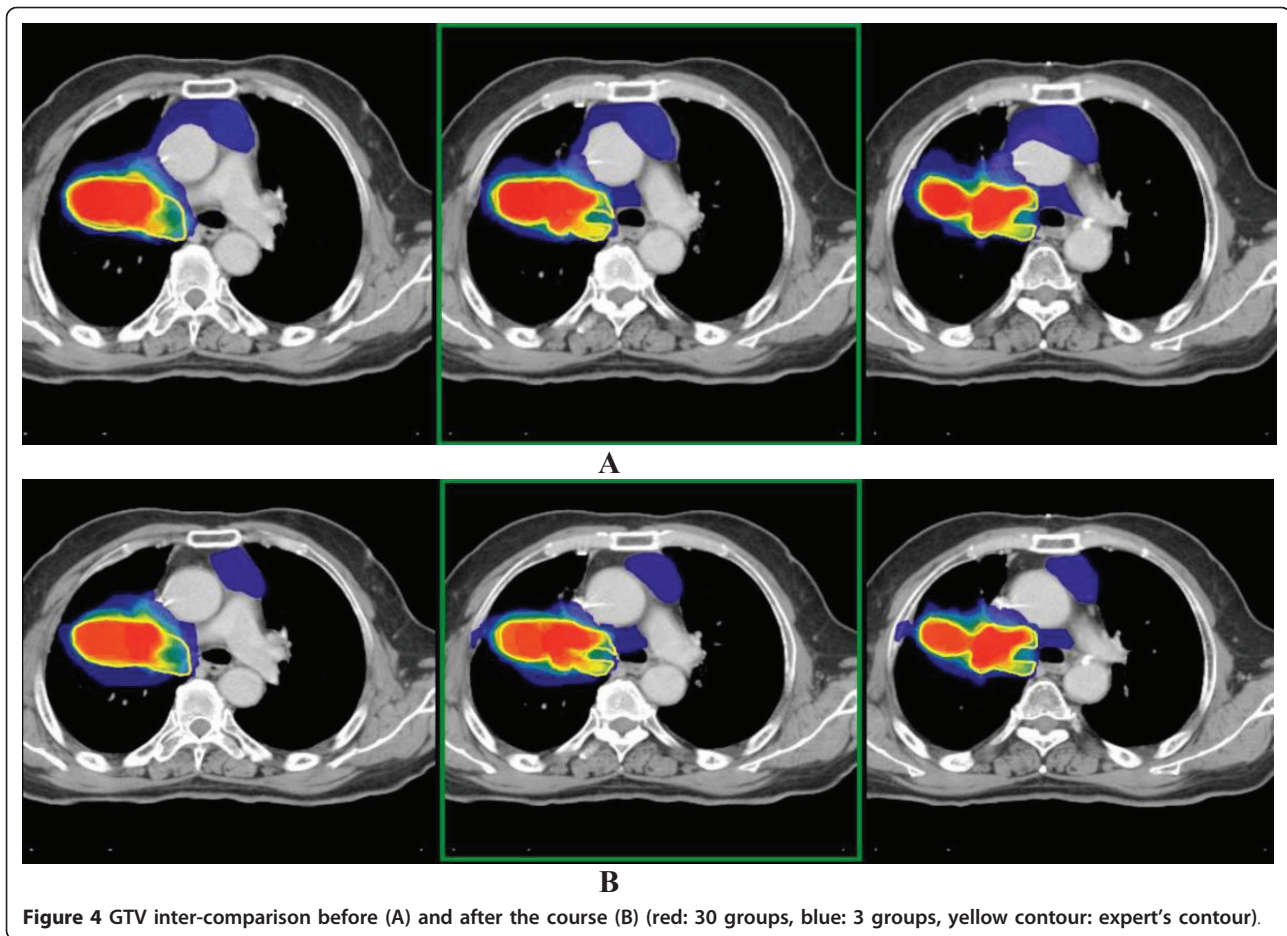 A
B
Figure 4 GTV inter-comparison before (A) and after the course (B) (red: 30 groups, blue: 3 groups, yellow contour: expert's contour).